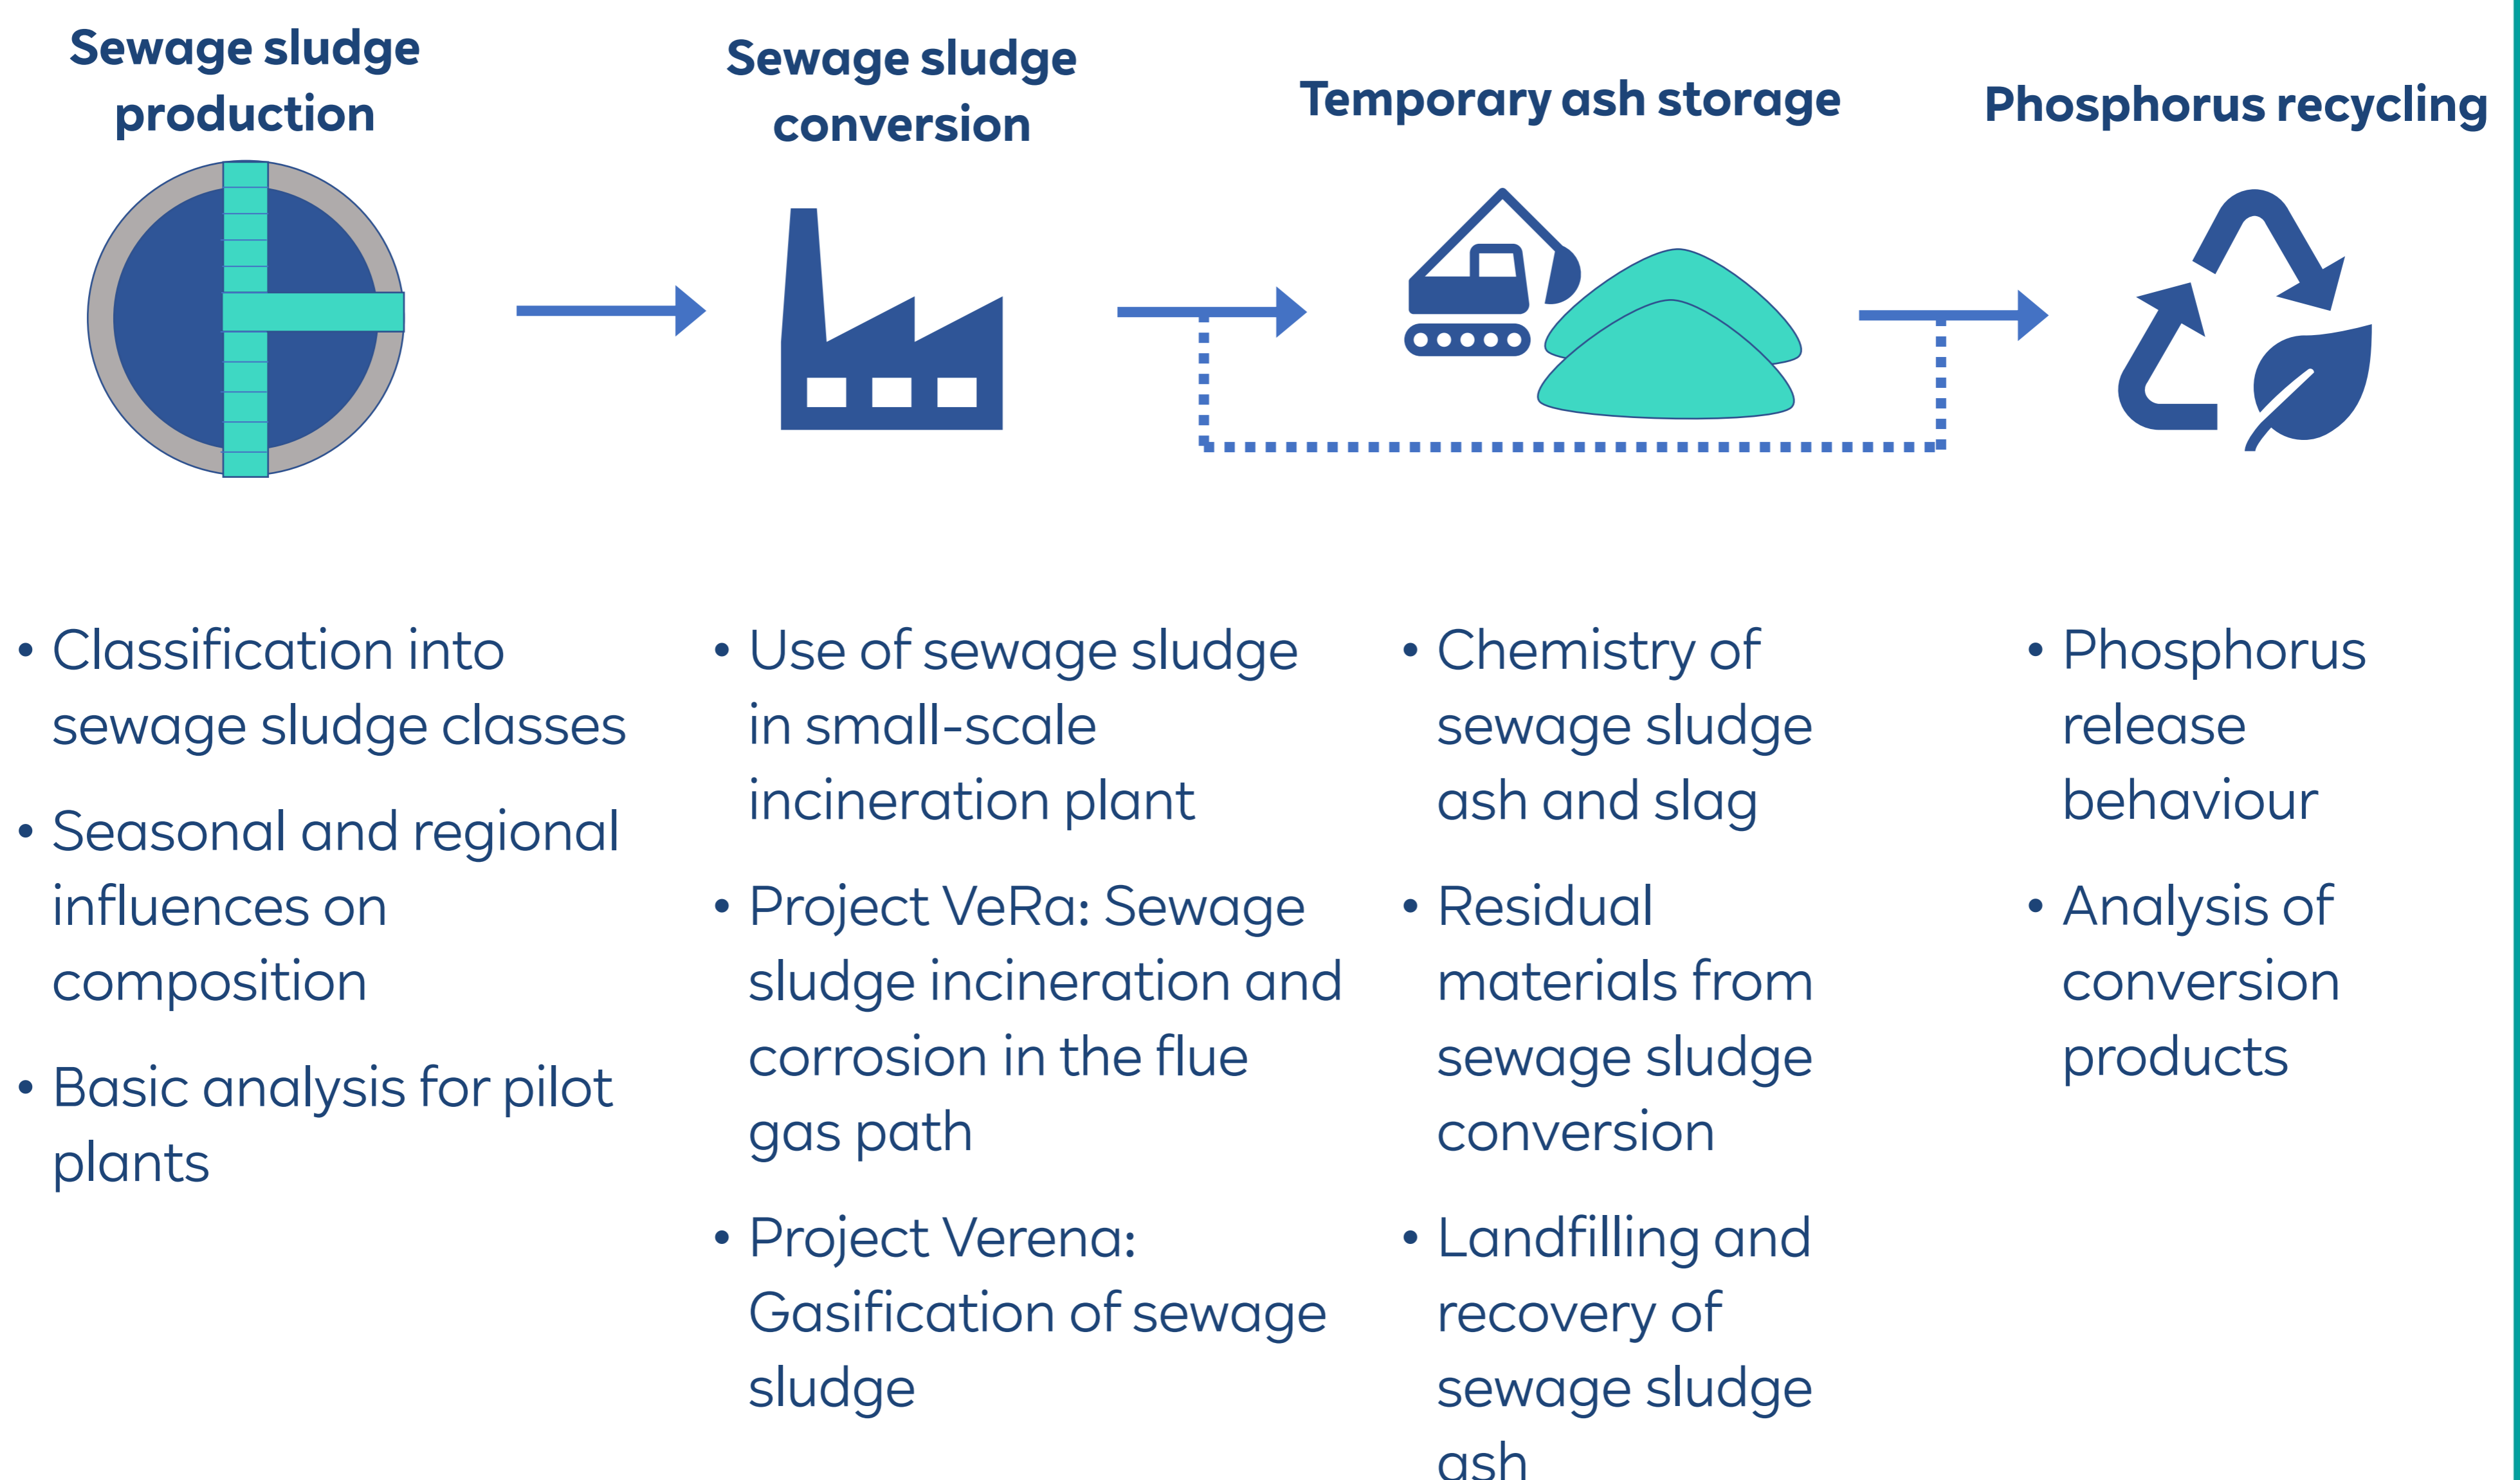 Sewage sludge
production
Sewage sludge
conversion
Temporary ash storage
Phosphorus recycling
• Classification into
sewage sludge classes
• Seasonal and regional
influences on
composition
• Basic analysis for pilot
plants
• Use of sewage sludge
in small-scale
incineration plant
• Project VeRa: Sewage
sludge incineration and
corrosion in the flue
gas path
• Project Verena:
Gasification of sewage
sludge
• Chemistry of
sewage sludge
ash and slag
• Residual
materials from
sewage sludge
conversion
• Landfilling and
recovery of
sewage sludge
ash
• Phosphorus
release
behaviour
• Analysis of
conversion
products